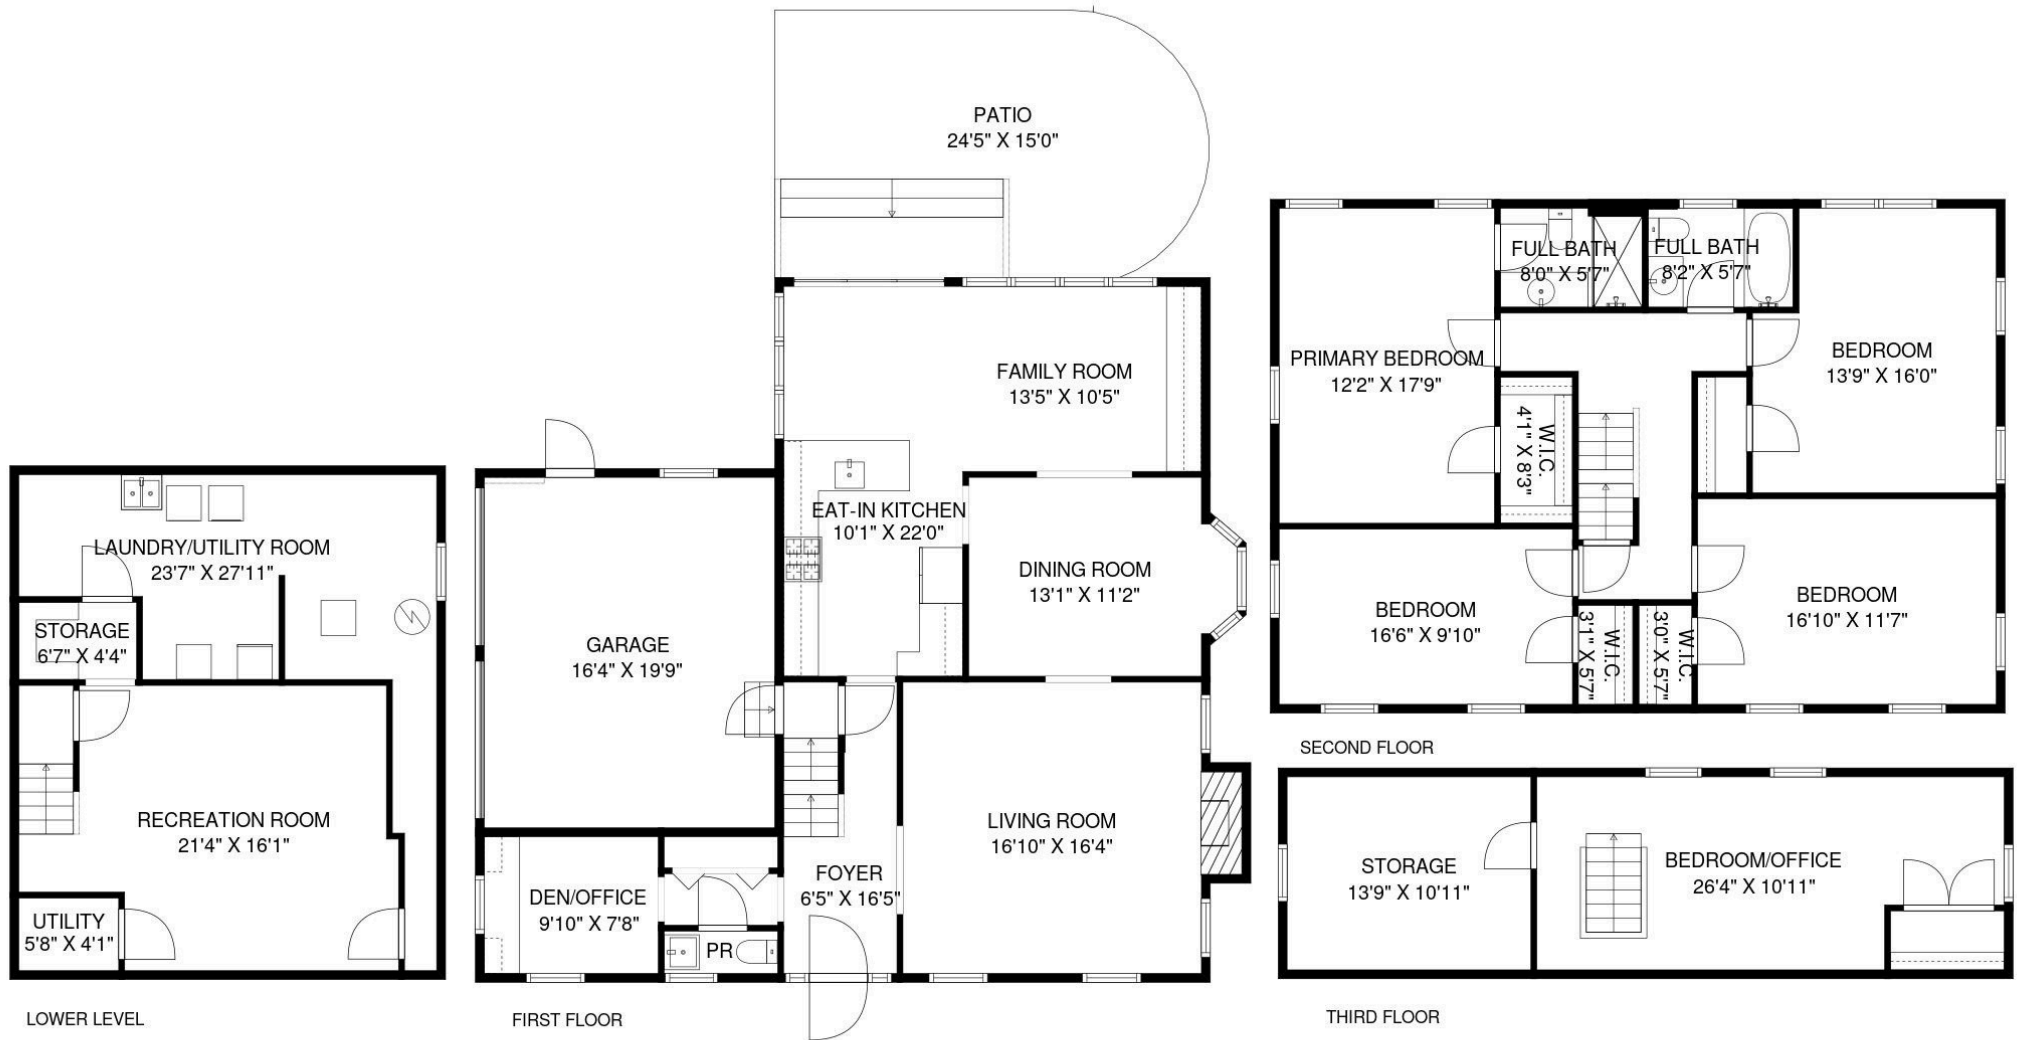 PATIO
24'5" X 15'0"
FAMILY ROOM
13'5" X 10'5"
EAT-IN KITCHEN
10'1" X 22'0"
DINING ROOM
13'1" X 11'2"
GARAGE
16'4" X 19'9"
LIVING ROOM
16'10" X 16'4"
FOYER
6'5" X 16'5"
DEN/OFFICE
9'10" X 7'8"
PR
FIRST FLOOR
LAUNDRY/UTILITY ROOM
23'7" X 27'11"
STORAGE
6'7" X 4'4"
RECREATION ROOM
21'4" X 16'1"
UTILITY
5'8" X 4'1"
LOWER LEVEL
FULL BATH
8'0" X 5'7"
FULL BATH
8'2" X 5'7"
PRIMARY BEDROOM
12'2" X 17'9"
BEDROOM
13'9" X 16'0"
W.I.C.
4'1" X 8'3"
BEDROOM
16'6" X 9'10"
BEDROOM
16'10" X 11'7"
W.I.C.
3'1" X 5'7"
W.I.C.
3'0" X 5'7"
SECOND FLOOR
STORAGE
13'9" X 10'11"
BEDROOM/OFFICE
26'4" X 10'11"
THIRD FLOOR